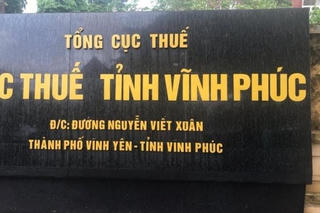 TỔNG CỤC THUẾ
C THUẾ TỈNH VĨNH PHÚC
Đ/C: ĐƯỜNG NGUYỄN VIẾT XUÂN
THÀNH PHỐ VĨNH YÊN - TỈNH VĨNH PHÚC